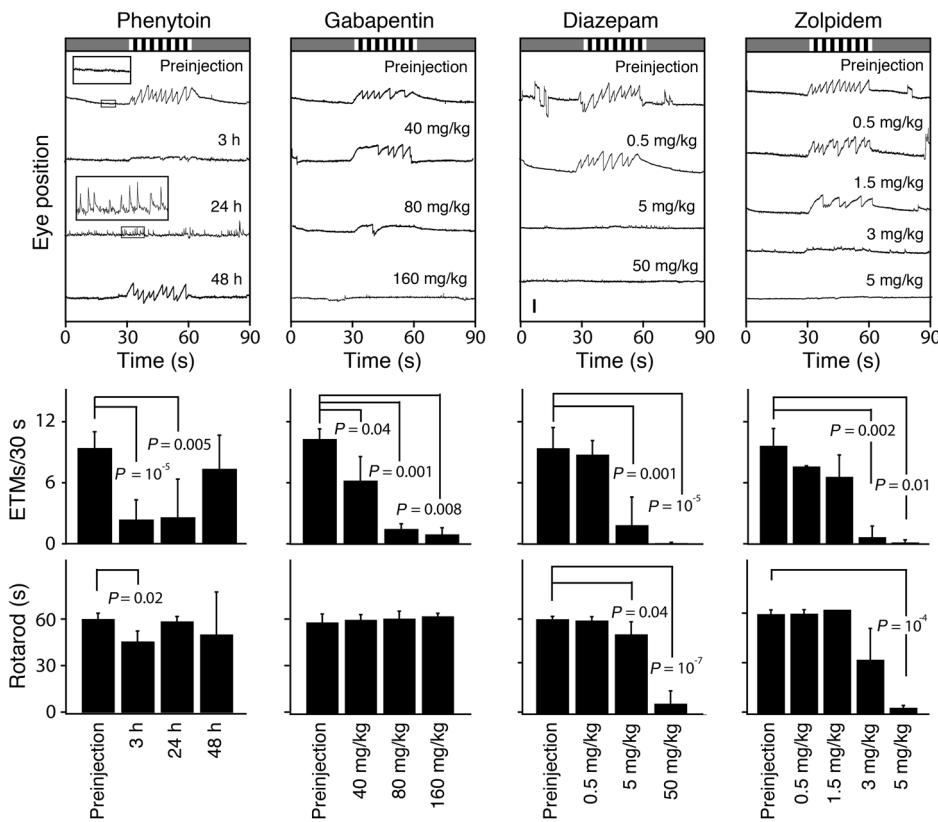 Phenytoin Gabapentin Diazepam Zolpidem
Eye position
Preinjection
3 h
24 h
48 h
0 30 60 90
Time (s)
Preinjection
40 mg/kg
80 mg/kg
160 mg/kg
0 30 60 90
Time (s)
Preinjection
0.5 mg/kg
5 mg/kg
50 mg/kg
0 30 60 90
Time (s)
Preinjection
0.5 mg/kg
1.5 mg/kg
3 mg/kg
5 mg/kg
0 30 60 90
Time (s)
ETMs/30 s
12
6
0
P = 0.005
P = 10-5
P = 0.04
P = 0.001
P = 0.008
P = 0.001
P = 10-5
P = 0.002
P = 0.01
Rotarod (s)
60
30
0
P = 0.02
P = 0.04
P = 10-7
P = 10-4
Preinjection
3 h
24 h
48 h
Preinjection
40 mg/kg
80 mg/kg
160 mg/kg
Preinjection
0.5 mg/kg
5 mg/kg
50 mg/kg
Preinjection
0.5 mg/kg
1.5 mg/kg
3 mg/kg
5 mg/kg